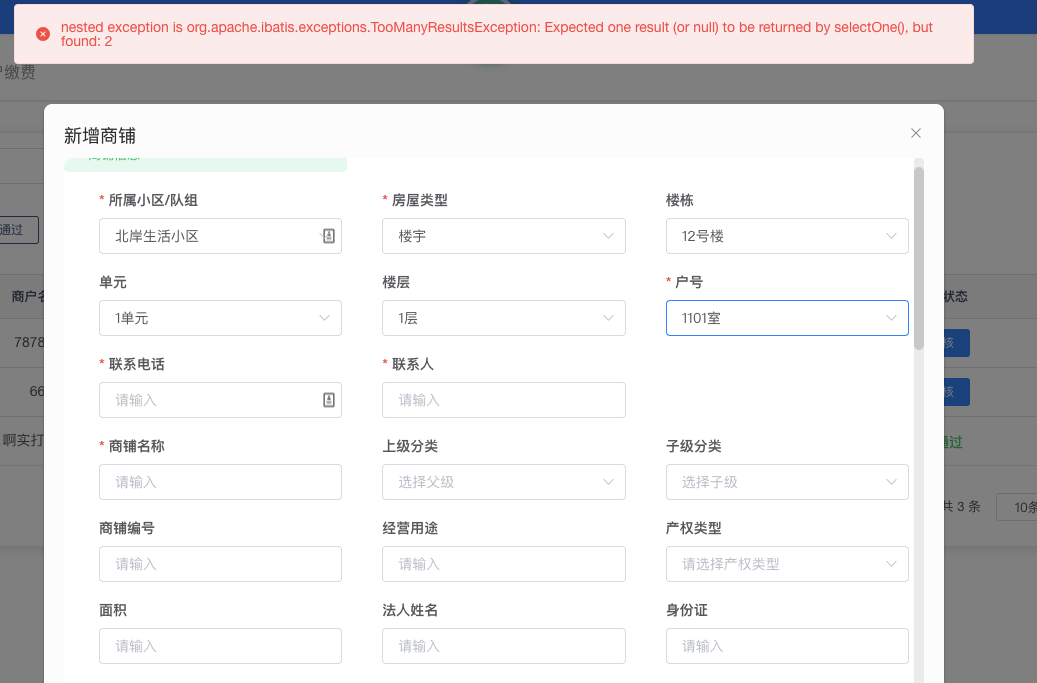 nested exception is org.apache.ibatis.exceptions.TooManyResultsException: Expected one result (or null) to be returned by selectOne(), but
found: 2
缴费
新增商铺
* 所属小区/队组
* 房屋类型
楼栋
北岸生活小区
楼宇
12号楼
通过
单元
楼层
* 户号
商户名
状态
1单元
1层
1101室
7878
核
* 联系电话
* 联系人
66
请输入
请输入
核
啊实打
* 商铺名称
上级分类
子级分类
通过
请输入
选择父级
选择子级
共 3 条
10条
商铺编号
经营用途
产权类型
请输入
请输入
请选择产权类型
面积
法人姓名
身份证
请输入
请输入
请输入